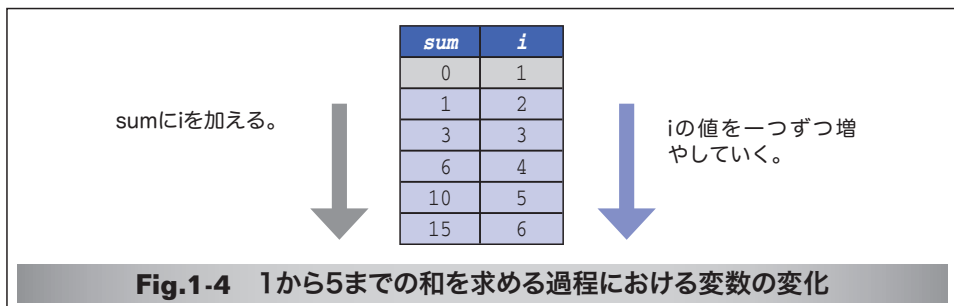 sum i
0 1
1 2
3 3
6 4
10 5
15 6
sumにiを加える。
iの値を一つずつ増
やしていく。
Fig.1-4 1から5までの和を求める過程における変数の変化